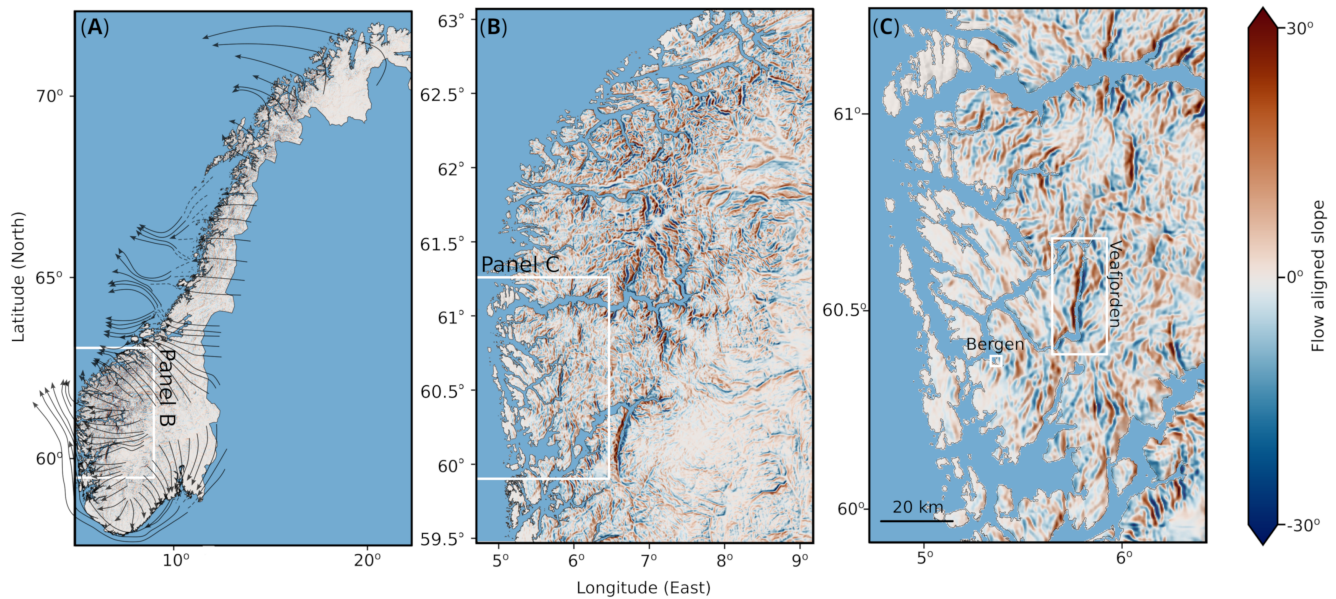 (A)
70°
65°
60°
Latitude (North)
10°
20°
Panel B
(B)
63°
62.5°
62°
61.5°
61°
60.5°
60°
59.5°
Panel C
5°
6°
7°
8°
9°
Longitude (East)
(C)
61°
60.5°
60°
Veafjorden
Bergen
20 km
5°
6°
30°
0°
-30°
Flow aligned slope